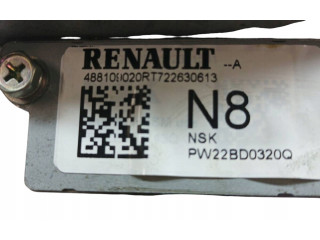 RENAULT --A
488100020RT722630613
N8
NSK
PW22BD0320Q